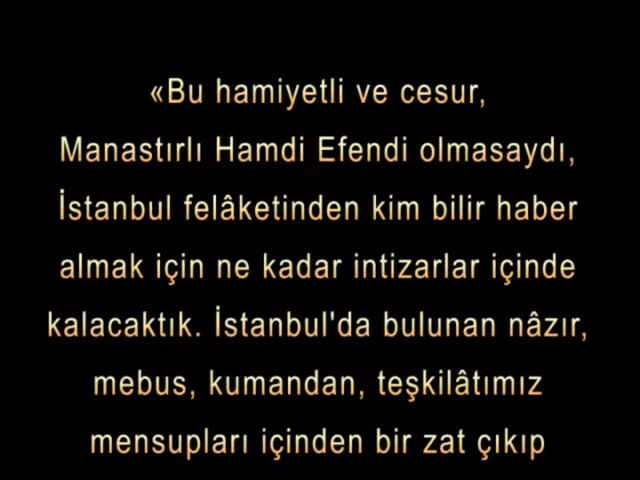 «Bu hamiyetli ve cesur,
Manastırlı Hamdi Efendi olmasaydı,
İstanbul felâketinden kim bilir haber
almak için ne kadar intizarlar içinde
kalacaktık. İstanbul'da bulunan nâzır,
mebus, kumandan, teşkilâtımız
mensupları içinden bir zat çıkıp